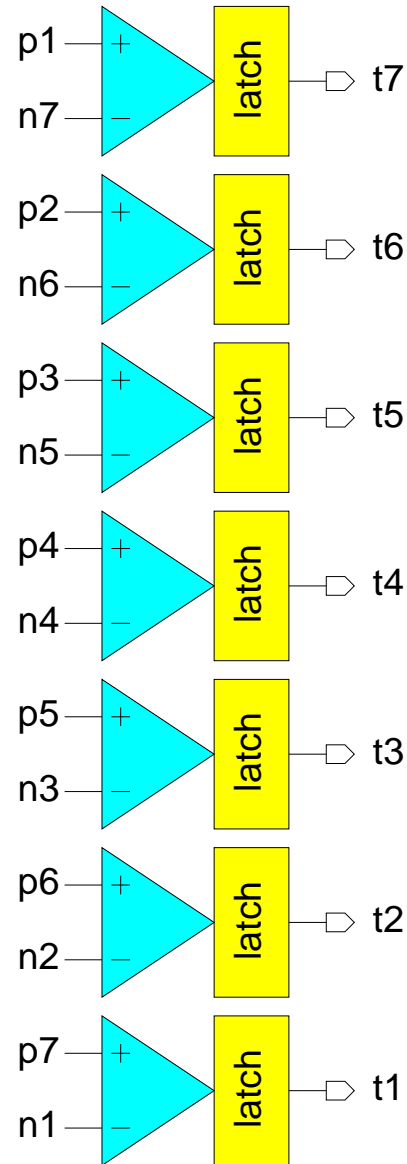 p1 + latch t7
n7 −
p2 + latch t6
n6 −
p3 + latch t5
n5 −
p4 + latch t4
n4 −
p5 + latch t3
n3 −
p6 + latch t2
n2 −
p7 + latch t1
n1 −